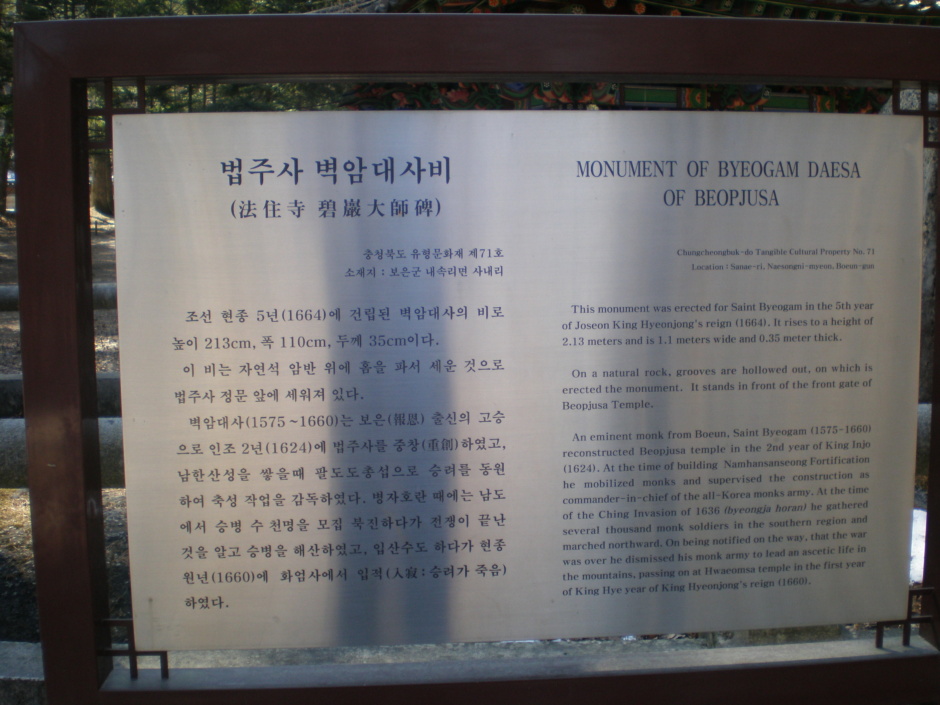 법주사 벽암대사비
(法住寺 碧巖大師碑)
충청북도 유형문화재 제71호
소재지 : 보은군 내속리면 사내리
조선 현종 5년(1664)에 건립된 벽암대사의 비로
높이 213cm, 폭 110cm, 두께 35cm이다.
이 비는 자연석 암반 위에 홈을 파서 세운 것으로
법주사 정문 앞에 세워져 있다.
벽암대사(1575~1660)는 보은(報恩) 출신의 고승
으로 인조 2년(1624)에 법주사를 중창(重創)하였고,
남한산성을 쌓을때 팔도도총섭으로 승려를 동원
하여 축성 작업을 감독하였다. 병자호란 때에는 남도
에서 승병 수 천명을 모집 북진하다가 전쟁이 끝난
것을 알고 승병을 해산하였고, 입산수도 하다가 현종
원년(1660)에 화엄사에서 입적(入寂:승려가 죽음)
하였다.
MONUMENT OF BYEOGAM DAESA
OF BEOPJUSA
Chungcheongbuk-do Tangible Cultural Property No. 71
Location : Sanae-ri, Naesongni-myeon, Boeun-gun
This monument was erected for Saint Byeogam in the 5th year
of Joseon King Hyeonjong's reign (1664). It rises to a height of
2.13 meters and is 1.1 meters wide and 0.35 meter thick.
On a natural rock, grooves are hollowed out, on which is
erected the monument. It stands in front of the front gate of
Beopjusa Temple.
An eminent monk from Boeun, Saint Byeogam (1575-1660)
reconstructed Beopjusa temple in the 2nd year of King Injo
(1624). At the time of building Namhansanseong Fortification
he mobilized monks and supervised the construction as
commander-in-chief of the all-Korea monks army. At the time
of the Ching Invasion of 1636 (byeongja horan) he gathered
several thousand monk soldiers in the southern region and
marched northward. On being notified on the way, that the war
was over he dismissed his monk army to lead an ascetic life in
the mountains, passing on at Hwaeomsa temple in the first year
of King Hye year of King Hyeonjong's reign (1660).